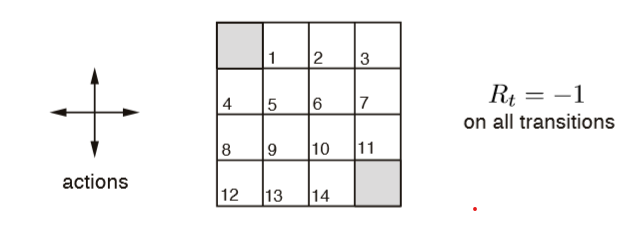 1 2 3
4 5 6 7
8 9 10 11
12 13 14
actions
R_t = -1
on all transitions